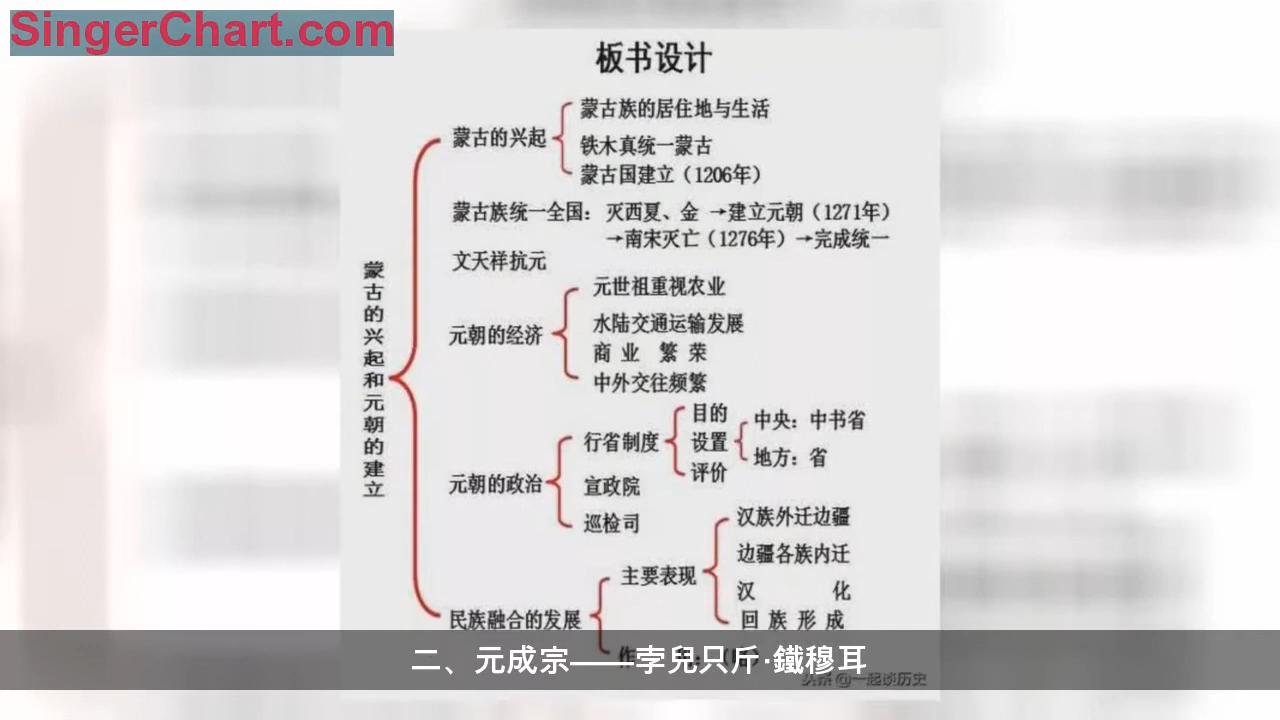 SingerChart.com
板书设计
蒙古的兴起和元朝的建立
蒙古的兴起
蒙古族的居住地与生活
铁木真统一蒙古
蒙古国建立（1206年）
蒙古族统一全国：灭西夏、金 →建立元朝（1271年）
→南宋灭亡（1276年）→完成统一
文天祥抗元
元朝的经济
元世祖重视农业
水陆交通运输发展
商业 繁荣
中外交往频繁
元朝的政治
行省制度
目的
设置
中央：中书省
地方：省
评价
宣政院
巡检司
民族融合的发展
主要表现
汉族外迁边疆
边疆各族内迁
汉 化
回族形成
二、元成宗——孛兒只斤·鐵穆耳
头条 @一起谈历史